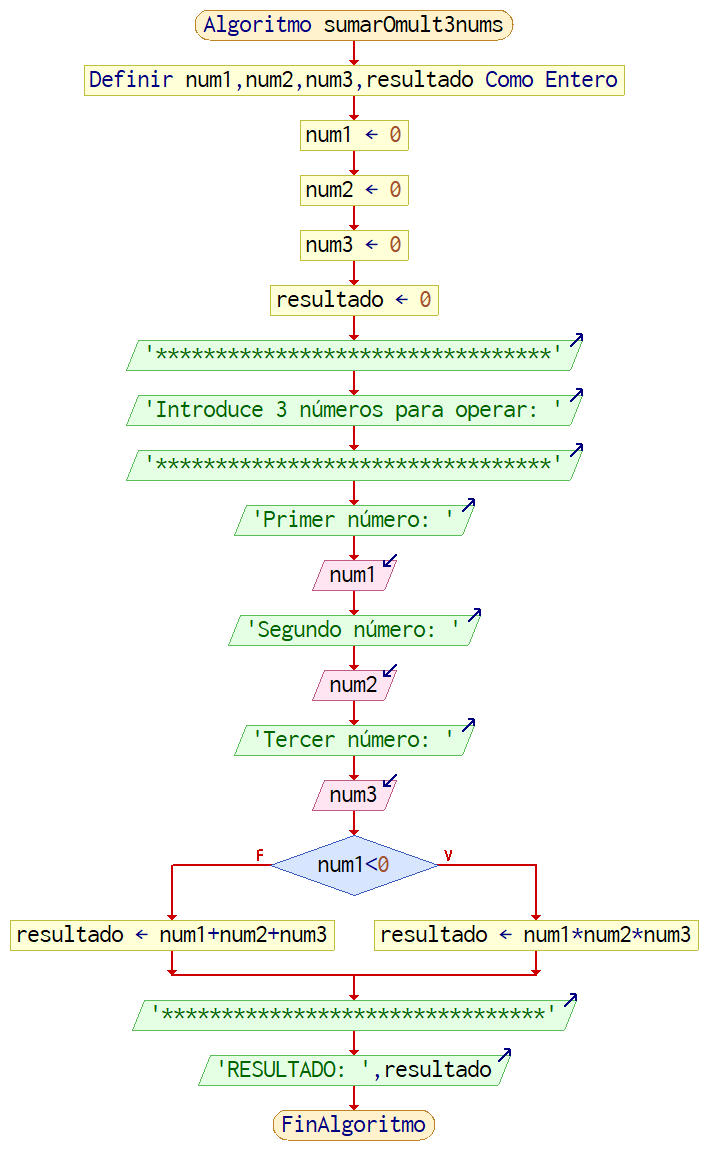 Algoritmo sumarOmult3nums
Definir num1,num2,num3,resultado Como Entero
num1 ← 0
num2 ← 0
num3 ← 0
resultado ← 0
'*********************************'
'Introduce 3 números para operar: '
'*********************************'
'Primer número: '
num1
'Segundo número: '
num2
'Tercer número: '
num3
F
V
num1<0
resultado ← num1+num2+num3
resultado ← num1*num2*num3
'********************************'
'RESULTADO: ',resultado
FinAlgoritmo